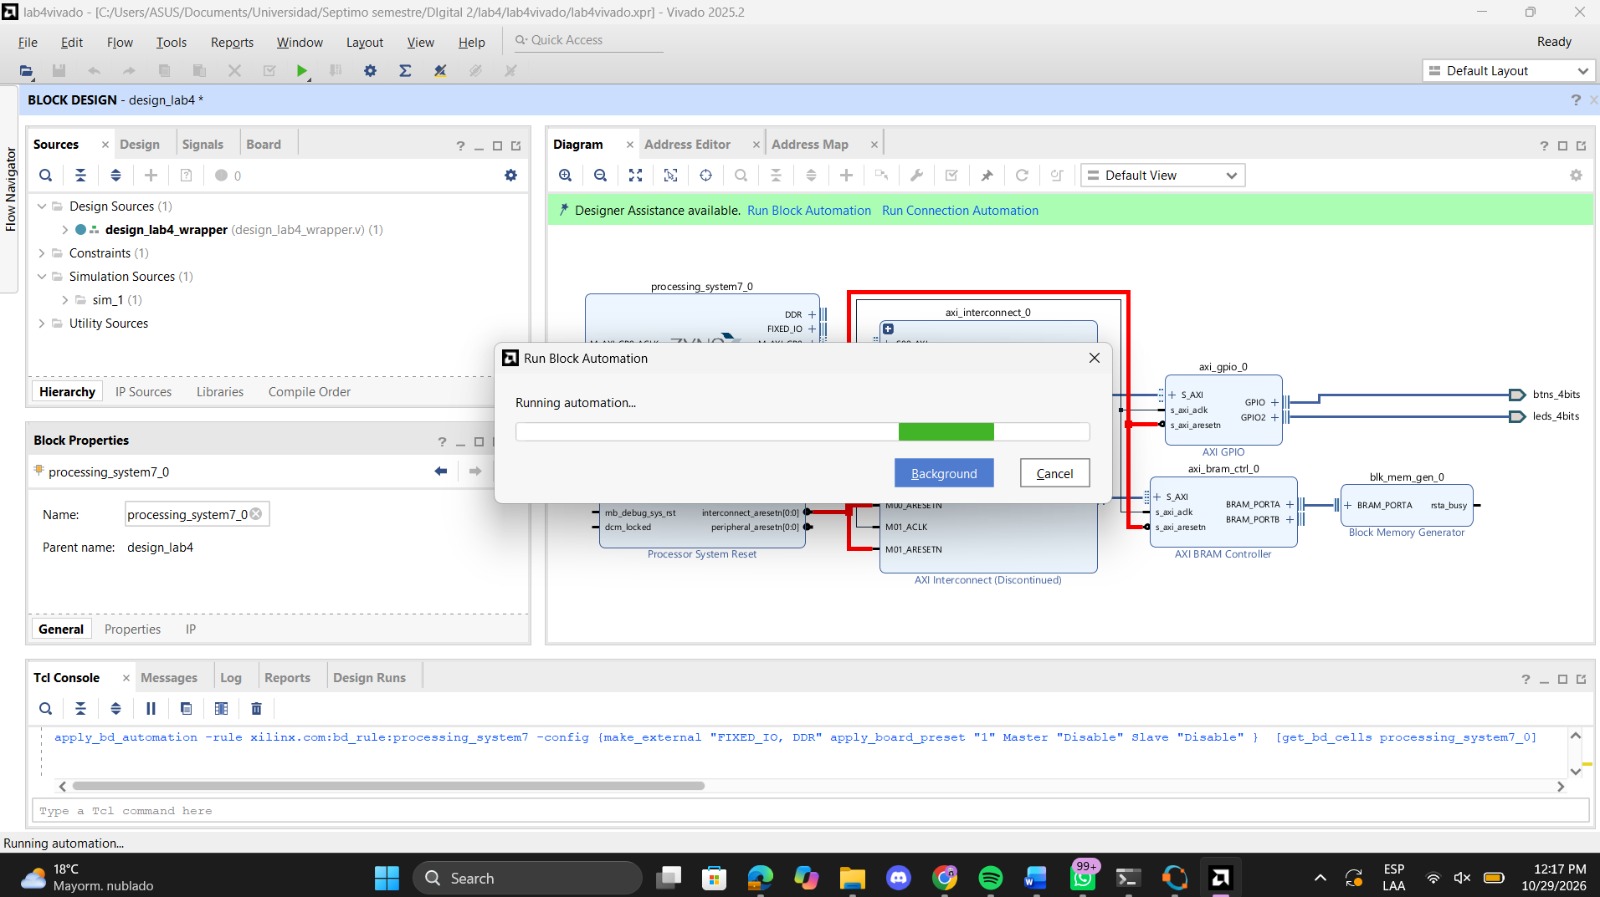 lab4vivado - [C:/Users/ASUS/Documents/Universidad/Septimo semestre/DIgital 2/lab4/lab4vivado/lab4vivado.xpr] - Vivado 2025.2
File Edit Flow Tools Reports Window Layout View Help Quick Access Ready
Default Layout
BLOCK DESIGN - design_lab4 *
Flow Navigator
Sources Design Signals Board
0
Design Sources (1)
design_lab4_wrapper (design_lab4_wrapper.v) (1)
Constraints (1)
Simulation Sources (1)
sim_1 (1)
Utility Sources
Hierarchy IP Sources Libraries Compile Order
Block Properties
processing_system7_0
Name: processing_system7_0
Parent name: design_lab4
General Properties IP
Diagram Address Editor Address Map
Default View
Designer Assistance available. Run Block Automation Run Connection Automation
processing_system7_0
DDR
FIXED_IO
axi_interconnect_0
Run Block Automation
Running automation...
Background Cancel
mb_debug_sys_rst interconnect_aresetn[0:0]
dcm_locked peripheral_aresetn[0:0]
Processor System Reset
M00_ARESETN
M01_ACLK
M01_ARESETN
AXI Interconnect (Discontinued)
axi_gpio_0
S_AXI
s_axi_aclk
s_axi_aresetn
GPIO
GPIO2
AXI GPIO
btns_4bits
leds_4bits
axi_bram_ctrl_0
S_AXI
s_axi_aclk
s_axi_aresetn
BRAM_PORTA
BRAM_PORTB
AXI BRAM Controller
blk_mem_gen_0
BRAM_PORTA rsta_busy
Block Memory Generator
Tcl Console Messages Log Reports Design Runs
apply_bd_automation -rule xilinx.com:bd_rule:processing_system7 -config {make_external "FIXED_IO, DDR" apply_board_preset "1" Master "Disable" Slave "Disable" } [get_bd_cells processing_system7_0]
Type a Tcl command here
Running automation...
18°C
Mayorm. nublado
Search
99+
ESP
LAA
12:17 PM
10/29/2026